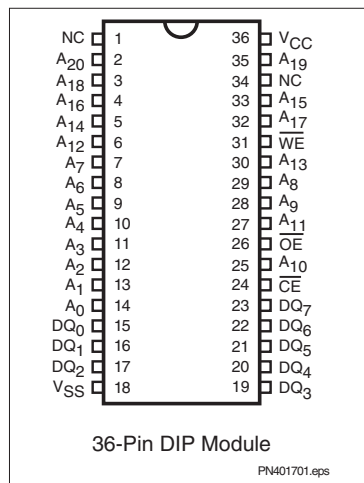 NC 1 36 VCC
A20 2 35 A19
A18 3 34 NC
A16 4 33 A15
A14 5 32 A17
A12 6 31 W̅E̅
A7 7 30 A13
A6 8 29 A8
A5 9 28 A9
A4 10 27 A11
A3 11 26 O̅E̅
A2 12 25 A10
A1 13 24 C̅E̅
A0 14 23 DQ7
DQ0 15 22 DQ6
DQ1 16 21 DQ5
DQ2 17 20 DQ4
VSS 18 19 DQ3
36-Pin DIP Module
PN401701.eps